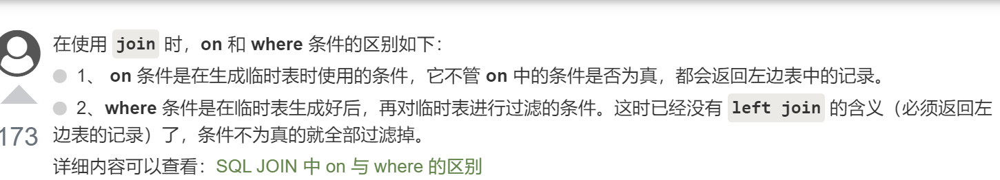 在使用 join 时，on 和 where 条件的区别如下：
1、 on 条件是在生成临时表时使用的条件，它不管 on 中的条件是否为真，都会返回左边表中的记录。
2、where 条件是在临时表生成好后，再对临时表进行过滤的条件。这时已经没有 left join 的含义（必须返回左
173
边表的记录）了，条件不为真的就全部过滤掉。
详细内容可以查看：SQL JOIN 中 on 与 where 的区别